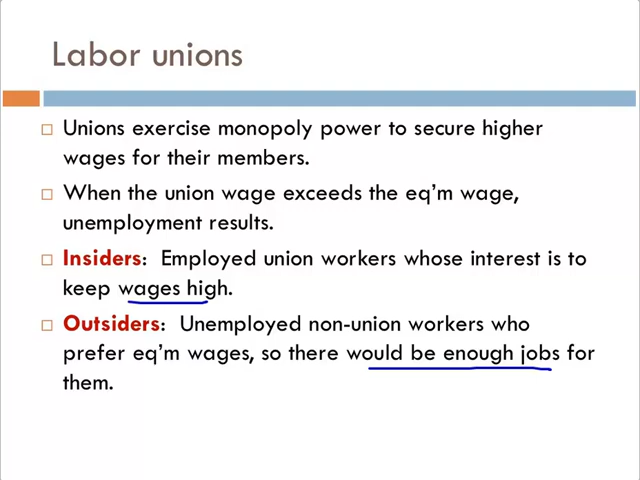 Labor unions
Unions exercise monopoly power to secure higher
wages for their members.
When the union wage exceeds the eq'm wage,
unemployment results.
Insiders: Employed union workers whose interest is to
keep wages high.
Outsiders: Unemployed non-union workers who
prefer eq'm wages, so there would be enough jobs for
them.